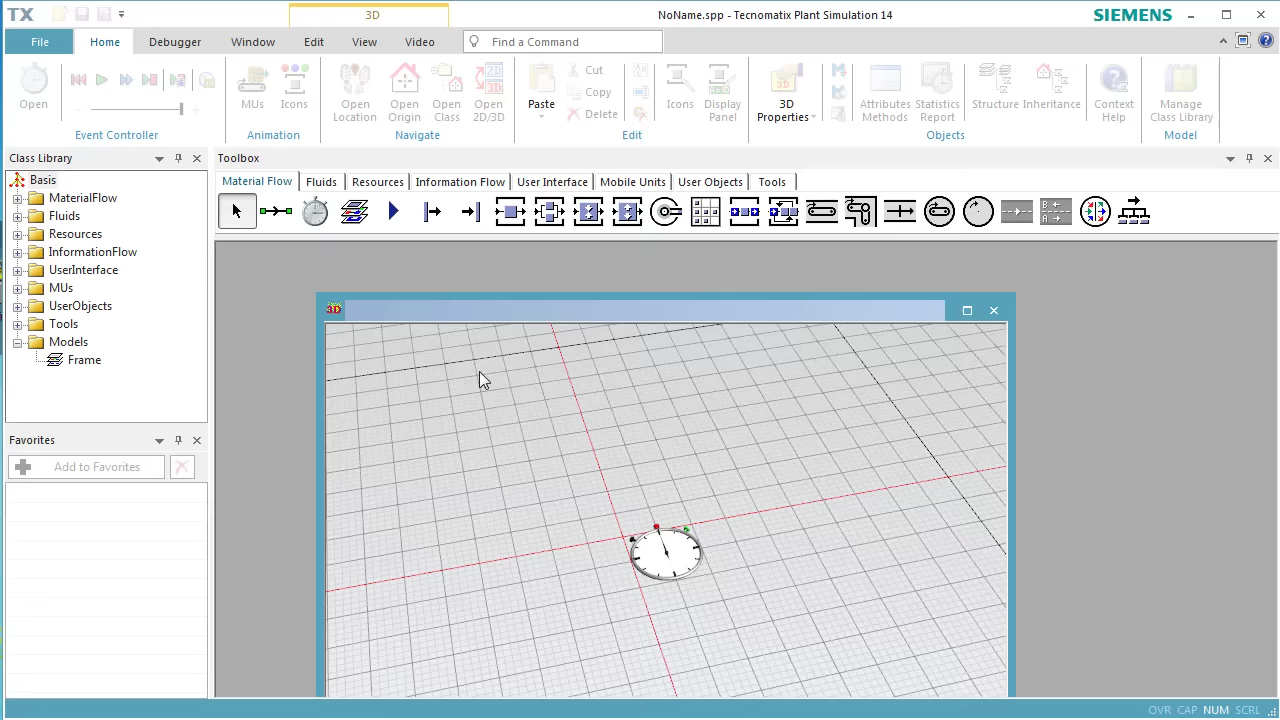 TX
3D
NoName.spp - Tecnomatix Plant Simulation 14
SIEMENS
File
Home
Debugger
Window
Edit
View
Video
Find a Command
Open
Event Controller
MUs
Icons
Animation
Open Location
Open Origin
Open Class
Open 2D/3D
Navigate
Paste
Cut
Copy
Delete
Edit
Icons
Display Panel
3D Properties
Attributes Methods
Statistics Report
Structure
Inheritance
Objects
Context Help
Manage Class Library
Model
Class Library
Basis
MaterialFlow
Fluids
Resources
InformationFlow
UserInterface
MUs
UserObjects
Tools
Models
Frame
Favorites
Add to Favorites
Toolbox
Material Flow
Fluids
Resources
Information Flow
User Interface
Mobile Units
User Objects
Tools
3D
OVR CAP NUM SCRL